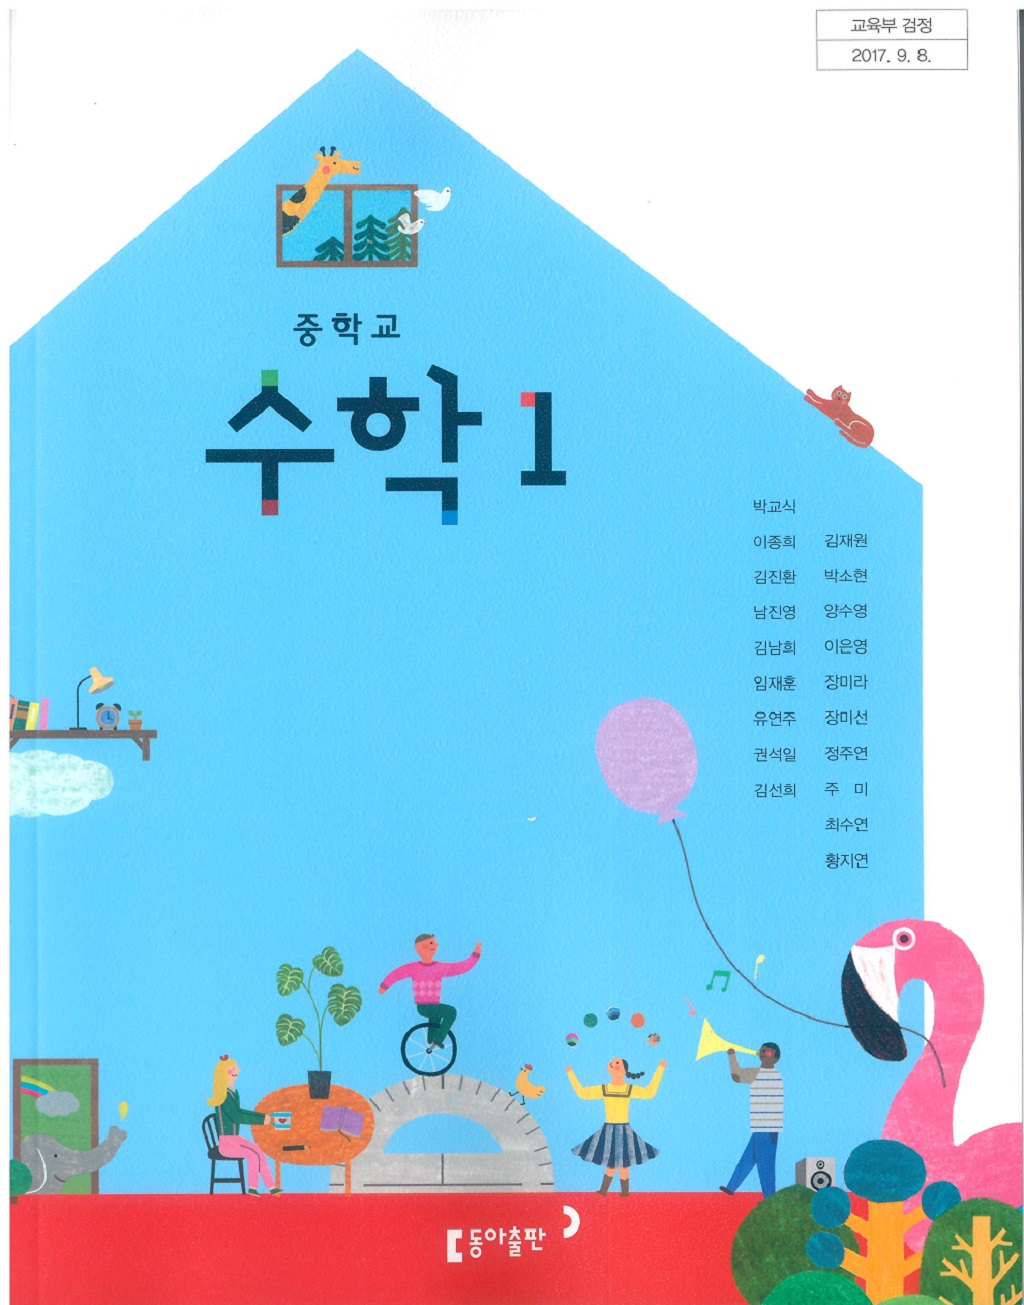 교육부 검정
2017. 9. 8.
중학교
수학 1
박교식
이종희 김재원
김진환 박소현
남진영 양수영
김남희 이은영
임재훈 장미라
유연주 장미선
권석일 정주연
김선희 주 미
최수연
황지연
동아출판